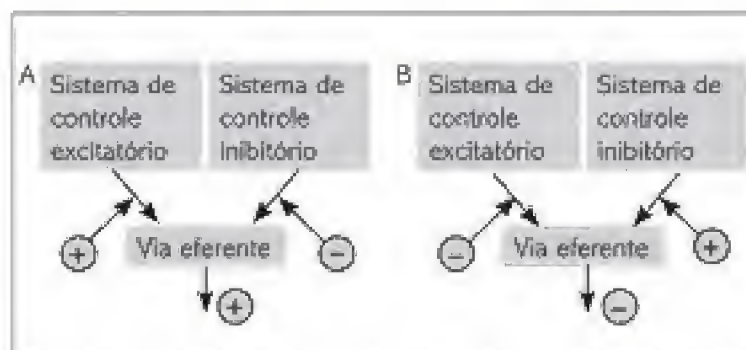 A
Sistema de
controle
excitatório
Sistema de
controle
inibitório
+
−
Via eferente
+
B
Sistema de
controle
excitatório
Sistema de
controle
inibitório
−
+
Via eferente
−